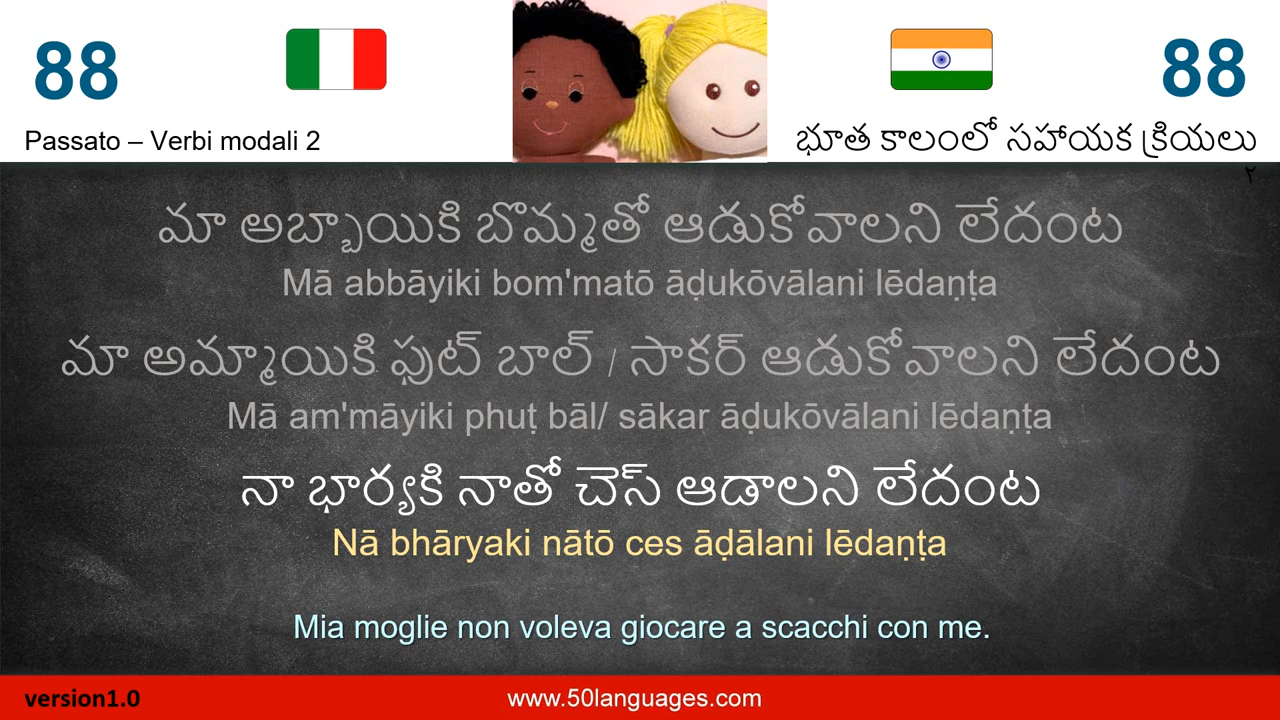 88
88
Passato – Verbi modali 2
భూత కాలంలో సహాయక క్రియలు
٢
మా అబ్బాయికి బొమ్మతో ఆడుకోవాలని లేదంట
Mā abbāyiki bom'matō āḍukōvālani lēdaṇṭa
మా అమ్మాయికి ఫుట్ బాల్ / సాకర్ ఆడుకోవాలని లేదంట
Mā am'māyiki phuṭ bāl/ sākar āḍukōvālani lēdaṇṭa
నా భార్యకి నాతో చెస్ ఆడాలని లేదంట
Nā bhāryaki nātō ces āḍālani lēdaṇṭa
Mia moglie non voleva giocare a scacchi con me.
version1.0
www.50languages.com